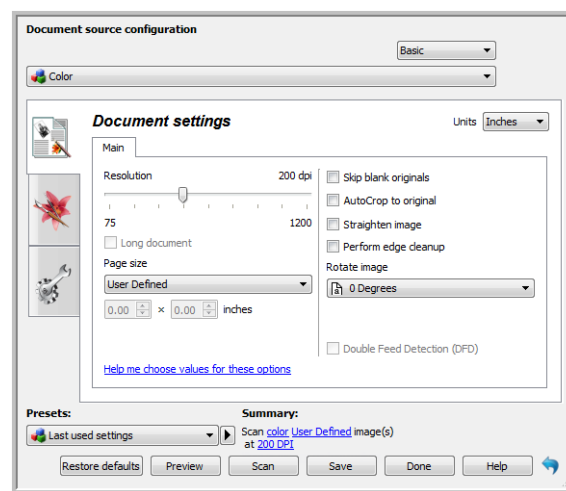 Document source configuration
Basic
Color
Document settings
Units Inches
Main
Resolution 200 dpi
75 1200
Long document
Page size
User Defined
0.00 × 0.00 inches
Help me choose values for these options
Skip blank originals
AutoCrop to original
Straighten image
Perform edge cleanup
Rotate image
0 Degrees
Double Feed Detection (DFD)
Presets:
Last used settings
Summary:
Scan color User Defined image(s)
at 200 DPI
Restore defaults Preview Scan Save Done Help